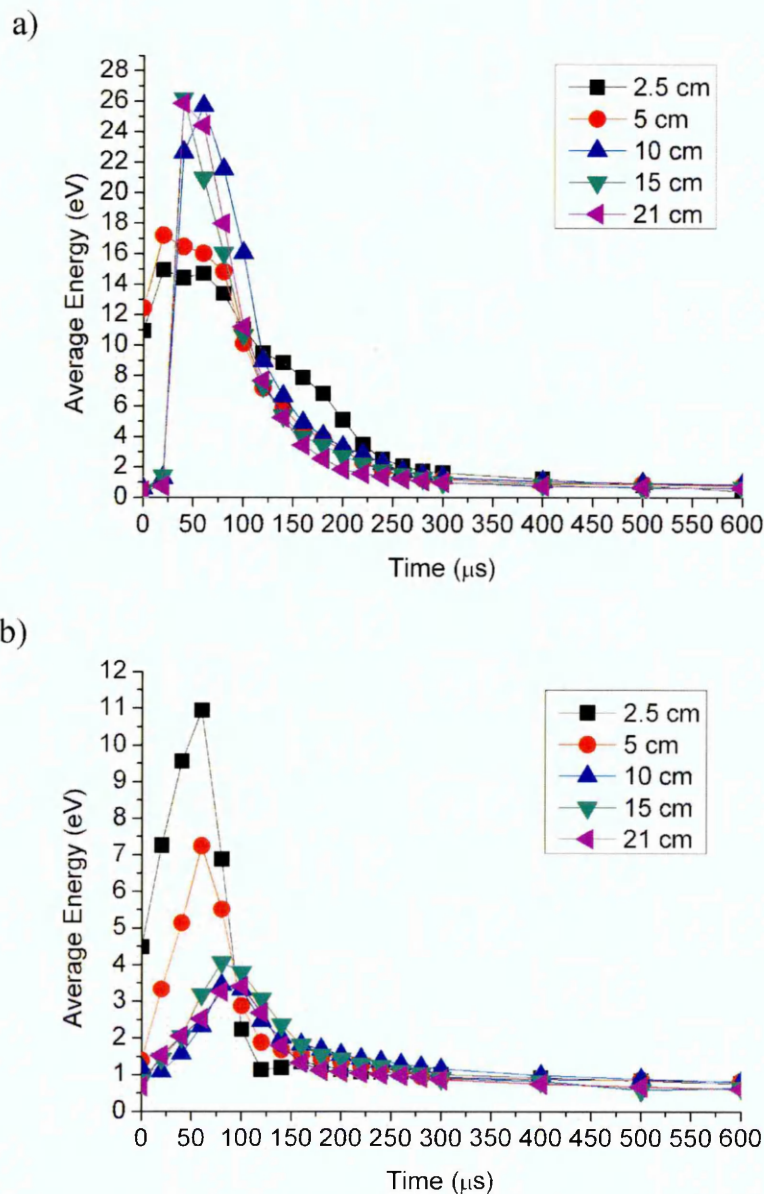 a)
28
26
24
22
20
18
16
14
12
10
8
6
4
2
0
Average Energy (eV)
2.5 cm
5 cm
10 cm
15 cm
21 cm
0 50 100 150 200 250 300 350 400 450 500 550 600
Time (μs)
b)
12
11
10
9
8
7
6
5
4
3
2
1
0
Average Energy (eV)
2.5 cm
5 cm
10 cm
15 cm
21 cm
0 50 100 150 200 250 300 350 400 450 500 550 600
Time (μs)